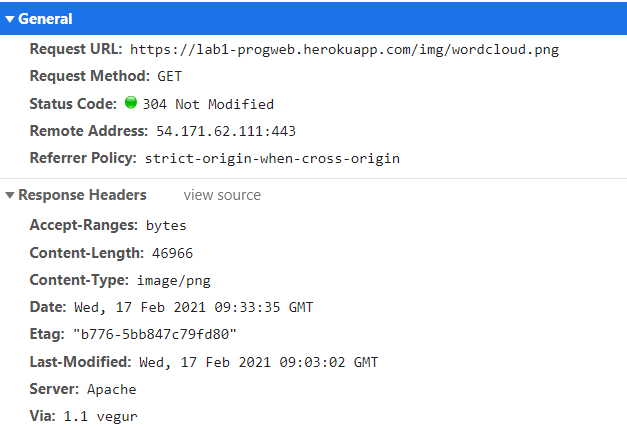 General
Request URL: https://lab1-progweb.herokuapp.com/img/wordcloud.png
Request Method: GET
Status Code: 304 Not Modified
Remote Address: 54.171.62.111:443
Referrer Policy: strict-origin-when-cross-origin
Response Headers view source
Accept-Ranges: bytes
Content-Length: 46966
Content-Type: image/png
Date: Wed, 17 Feb 2021 09:33:35 GMT
Etag: "b776-5bb847c79fd80"
Last-Modified: Wed, 17 Feb 2021 09:03:02 GMT
Server: Apache
Via: 1.1 vegur